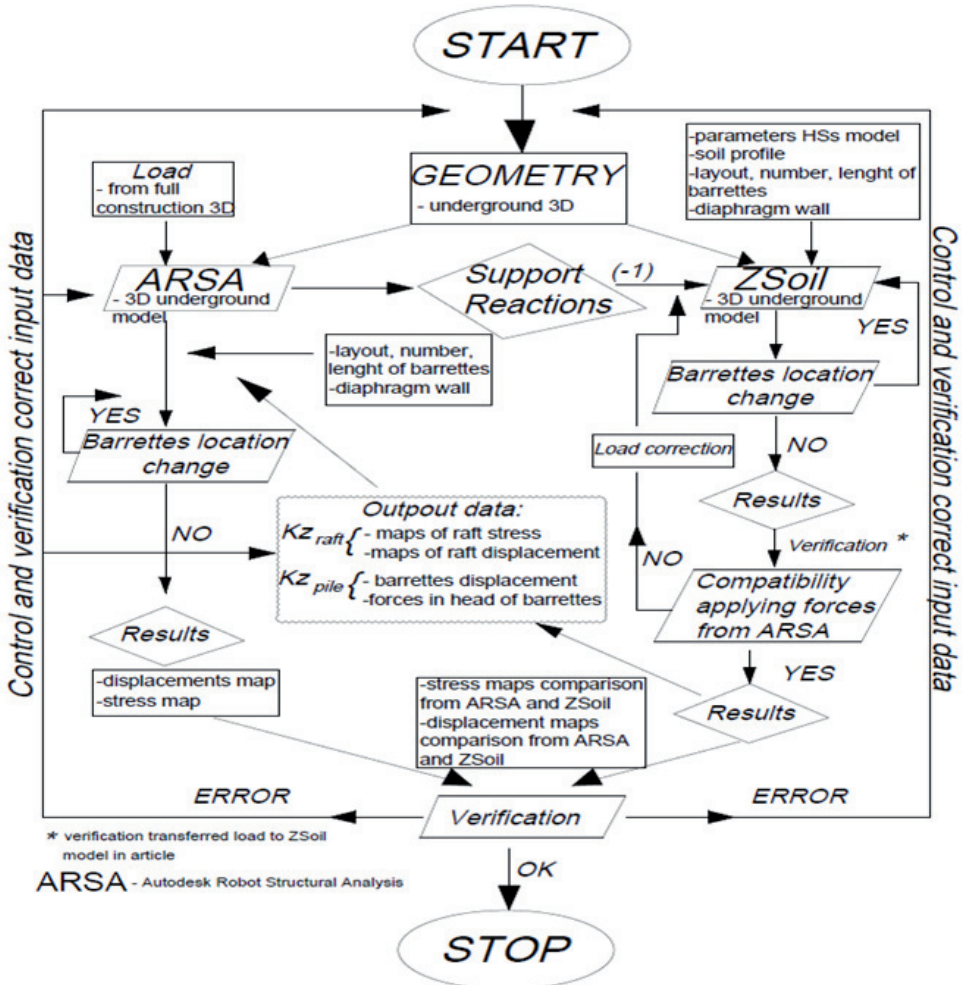 START
Load
- from full
construction 3D
GEOMETRY
- underground 3D
-parameters HSs model
-soil profile
-layout, number, lenght of
barrettes
-diaphragm wall
ARSA
- 3D underground
model
Support
Reactions
(-1)
ZSoil
- 3D underground
model
YES
-layout, number,
lenght of barrettes
-diaphragm wall
Barrettes location
change
YES
Barrettes location
change
Load correction
NO
Results
NO
Outpout data:
Kz raft { - maps of raft stress
-maps of raft displacement
Kz pile { - barrettes displacement
-forces in head of barrettes
Verification *
NO
Compatibility
applying forces
from ARSA
Results
YES
-displacements map
-stress map
-stress maps comparison
from ARSA and ZSoil
-displacement maps
comparison from ARSA
and ZSoil
Results
ERROR
Verification
ERROR
* verification transferred load to ZSoil
model in article
OK
ARSA - Autodesk Robot Structural Analysis
STOP
Control and verification correct input data
Control and verification correct input data